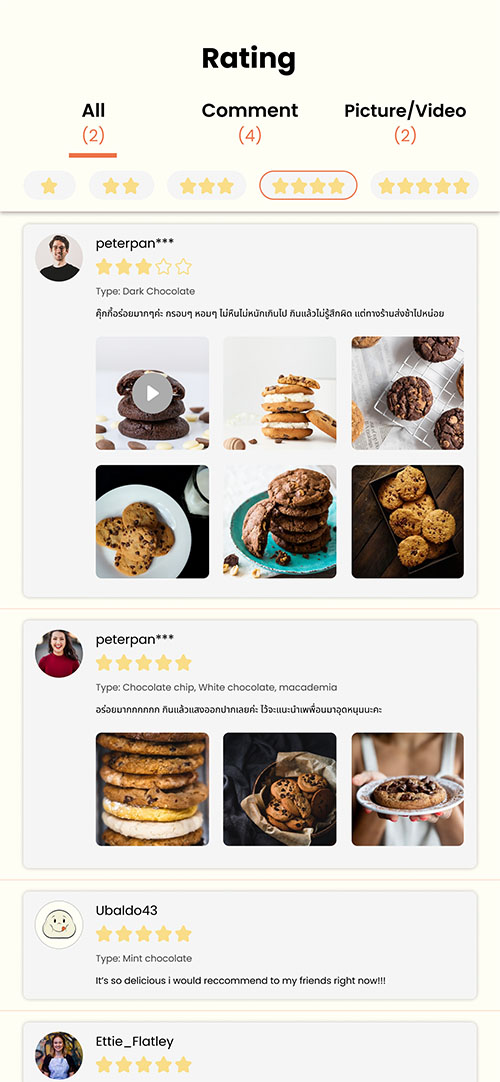 Rating
All
(2)
Comment
(4)
Picture/Video
(2)
peterpan***
Type: Dark Chocolate
คุ๊กกี้อร่อยมากๆค่ะ กรอบๆ หอมๆ ไม่หืนไม่หนักเกินไป กินแล้วไม่รู้สึกผิด แต่ทางร้านส่งช้าไปหน่อย
peterpan***
Type: Chocolate chip, White chocolate, macademia
อร่อยมากกกกกก กินแล้วแสงออกปากเลยค่ะ ไว้จะแนะนำเพพื่อนมาอุดหนุนนะคะ
Ubaldo43
Type: Mint chocolate
It's so delicious i would reccommend to my friends right now!!!
Ettie_Flatley